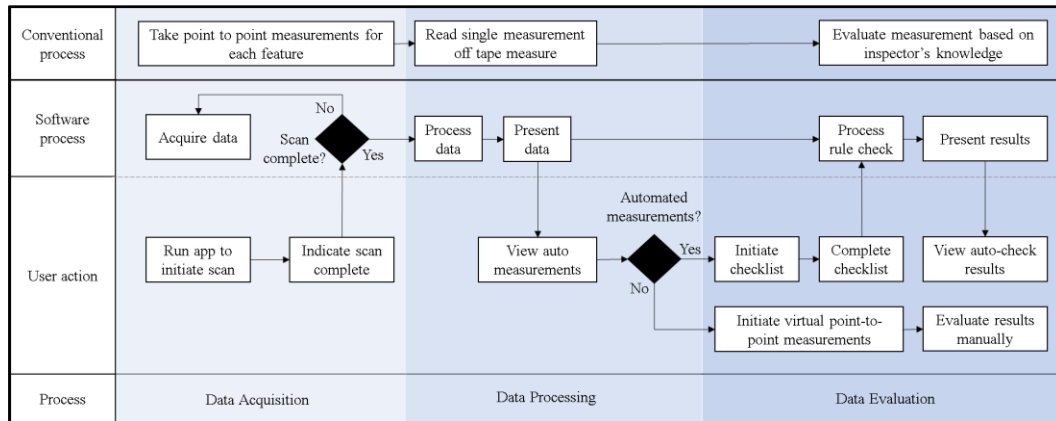 Conventional
process
Take point to point measurements for
each feature
Read single measurement
off tape measure
Evaluate measurement based on
inspector's knowledge
Software
process
No
Acquire data
Scan
complete?
Yes
Process
data
Present
data
Process
rule check
Present results
User action
Run app to
initiate scan
Indicate scan
complete
View auto
measurements
Automated
measurements?
Yes
No
Initiate
checklist
Complete
checklist
View auto-check
results
Initiate virtual point-to-
point measurements
Evaluate results
manually
Process
Data Acquisition
Data Processing
Data Evaluation